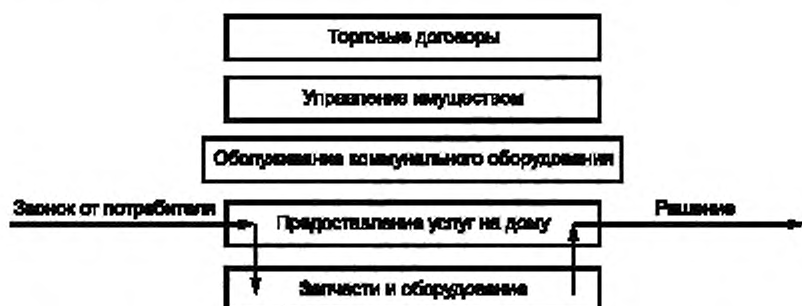 Торговые договоры
Управление имуществом
Обслуживание коммунального оборудования
Звонок от потребителя
Предоставление услуг на дому
Решение
Запчасти и оборудование